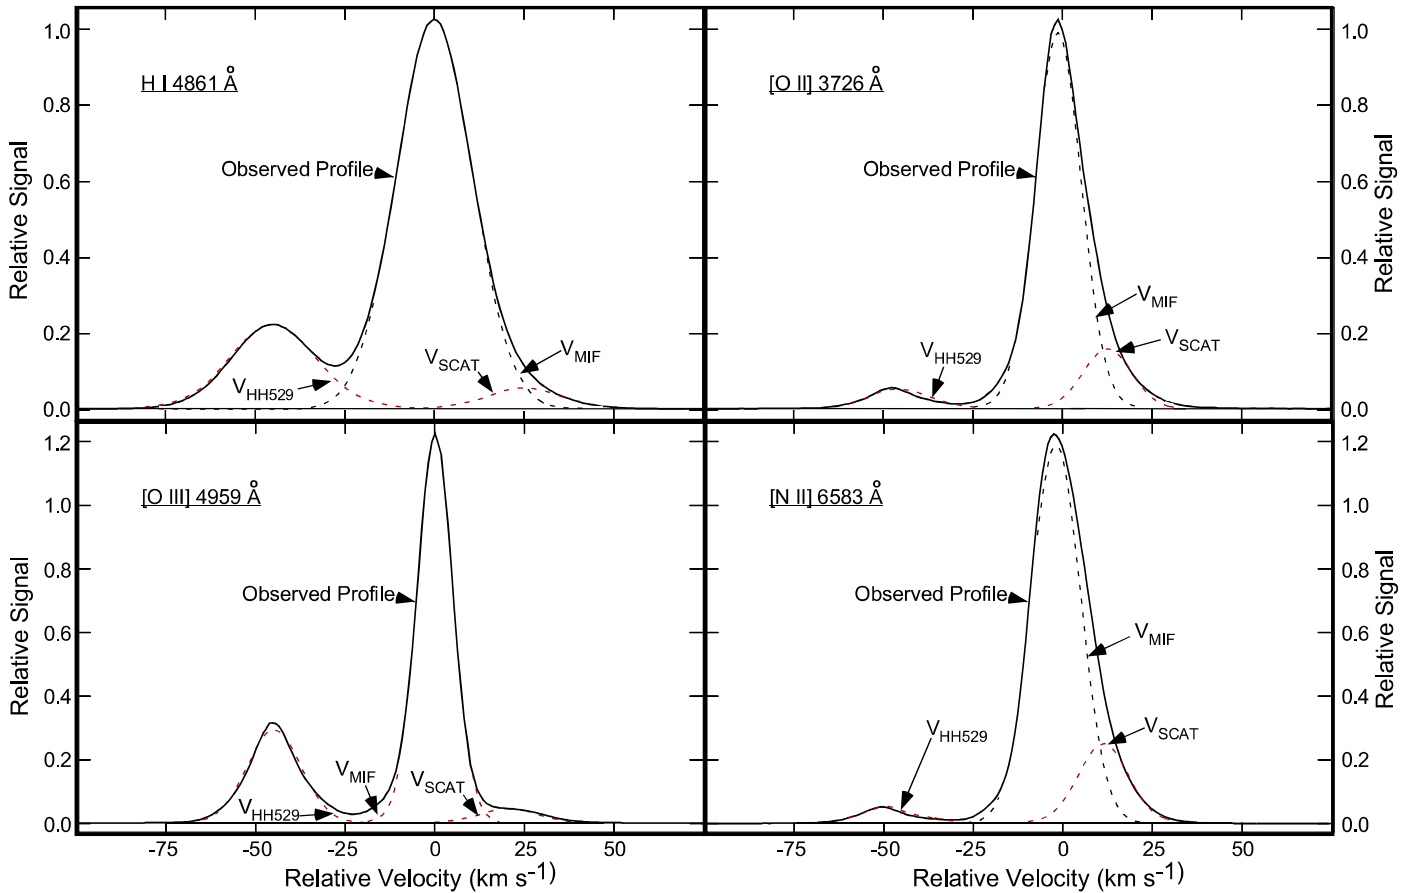 1.0
0.8
0.6
0.4
0.2
0.0
Relative Signal
H I 4861 Å
Observed Profile
V_HH529
V_SCAT
V_MIF
[O II] 3726 Å
Observed Profile
V_MIF
V_SCAT
V_HH529
1.0
0.8
0.6
0.4
0.2
0.0
Relative Signal
1.2
1.0
0.8
0.6
0.4
0.2
0.0
Relative Signal
[O III] 4959 Å
Observed Profile
V_MIF
V_SCAT
V_HH529
-75
-50
-25
0
25
50
Relative Velocity (km s⁻¹)
[N II] 6583 Å
Observed Profile
V_MIF
V_SCAT
V_HH529
1.2
1.0
0.8
0.6
0.4
0.2
0.0
Relative Signal
-75
-50
-25
0
25
50
Relative Velocity (km s⁻¹)